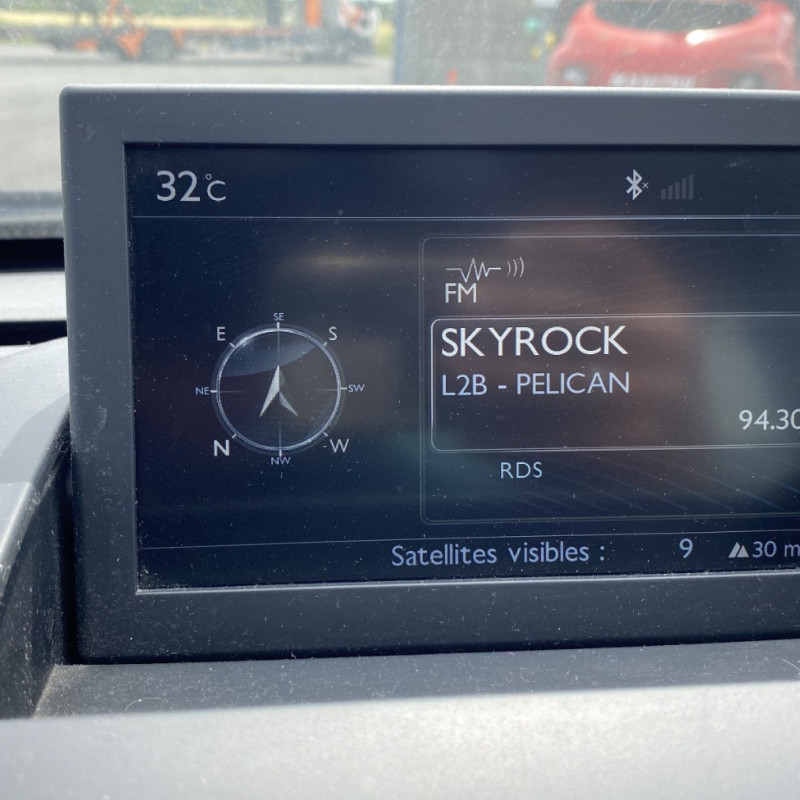 32°C
FM
SKYROCK
L2B - PELICAN
94.30
RDS
SE
E S
NE SW
N W
NW
Satellites visibles : 9 30 m